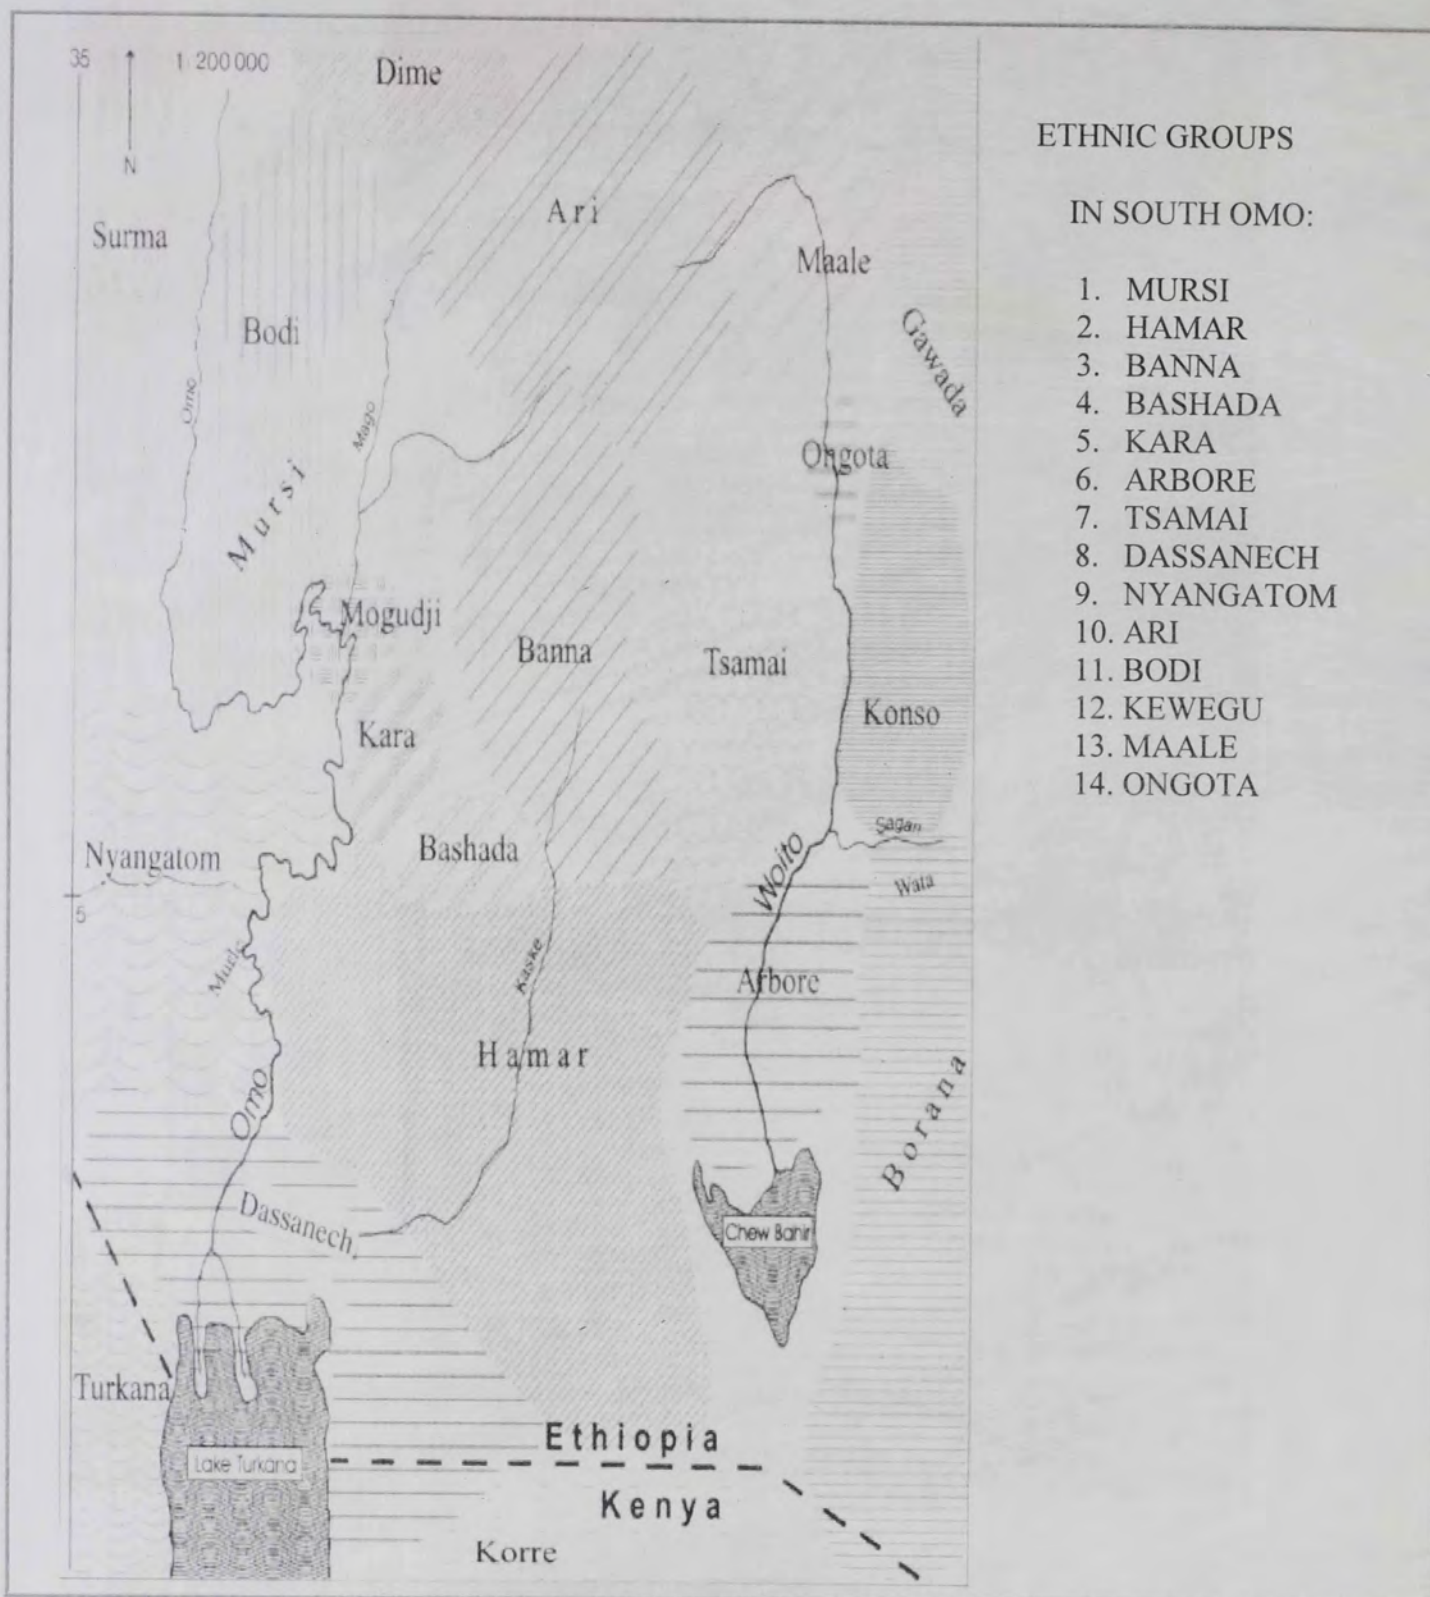 35
1 200 000
N
Dime
Surma
Ari
Maale
Bodi
Gawada
Omo
Mago
Ongota
Mursi
Mogudji
Banna
Tsamai
Kara
Konso
Sagan
Bashada
Nyangatom
Woito
Wata
5
Murle
Kaske
Arbore
Hamar
Omo
Borana
Dassanech
Chew Bahir
Turkana
Ethiopia
Lake Turkana
Kenya
Korre
ETHNIC GROUPS
IN SOUTH OMO:
1. MURSI
2. HAMAR
3. BANNA
4. BASHADA
5. KARA
6. ARBORE
7. TSAMAI
8. DASSANECH
9. NYANGATOM
10. ARI
11. BODI
12. KEWEGU
13. MAALE
14. ONGOTA